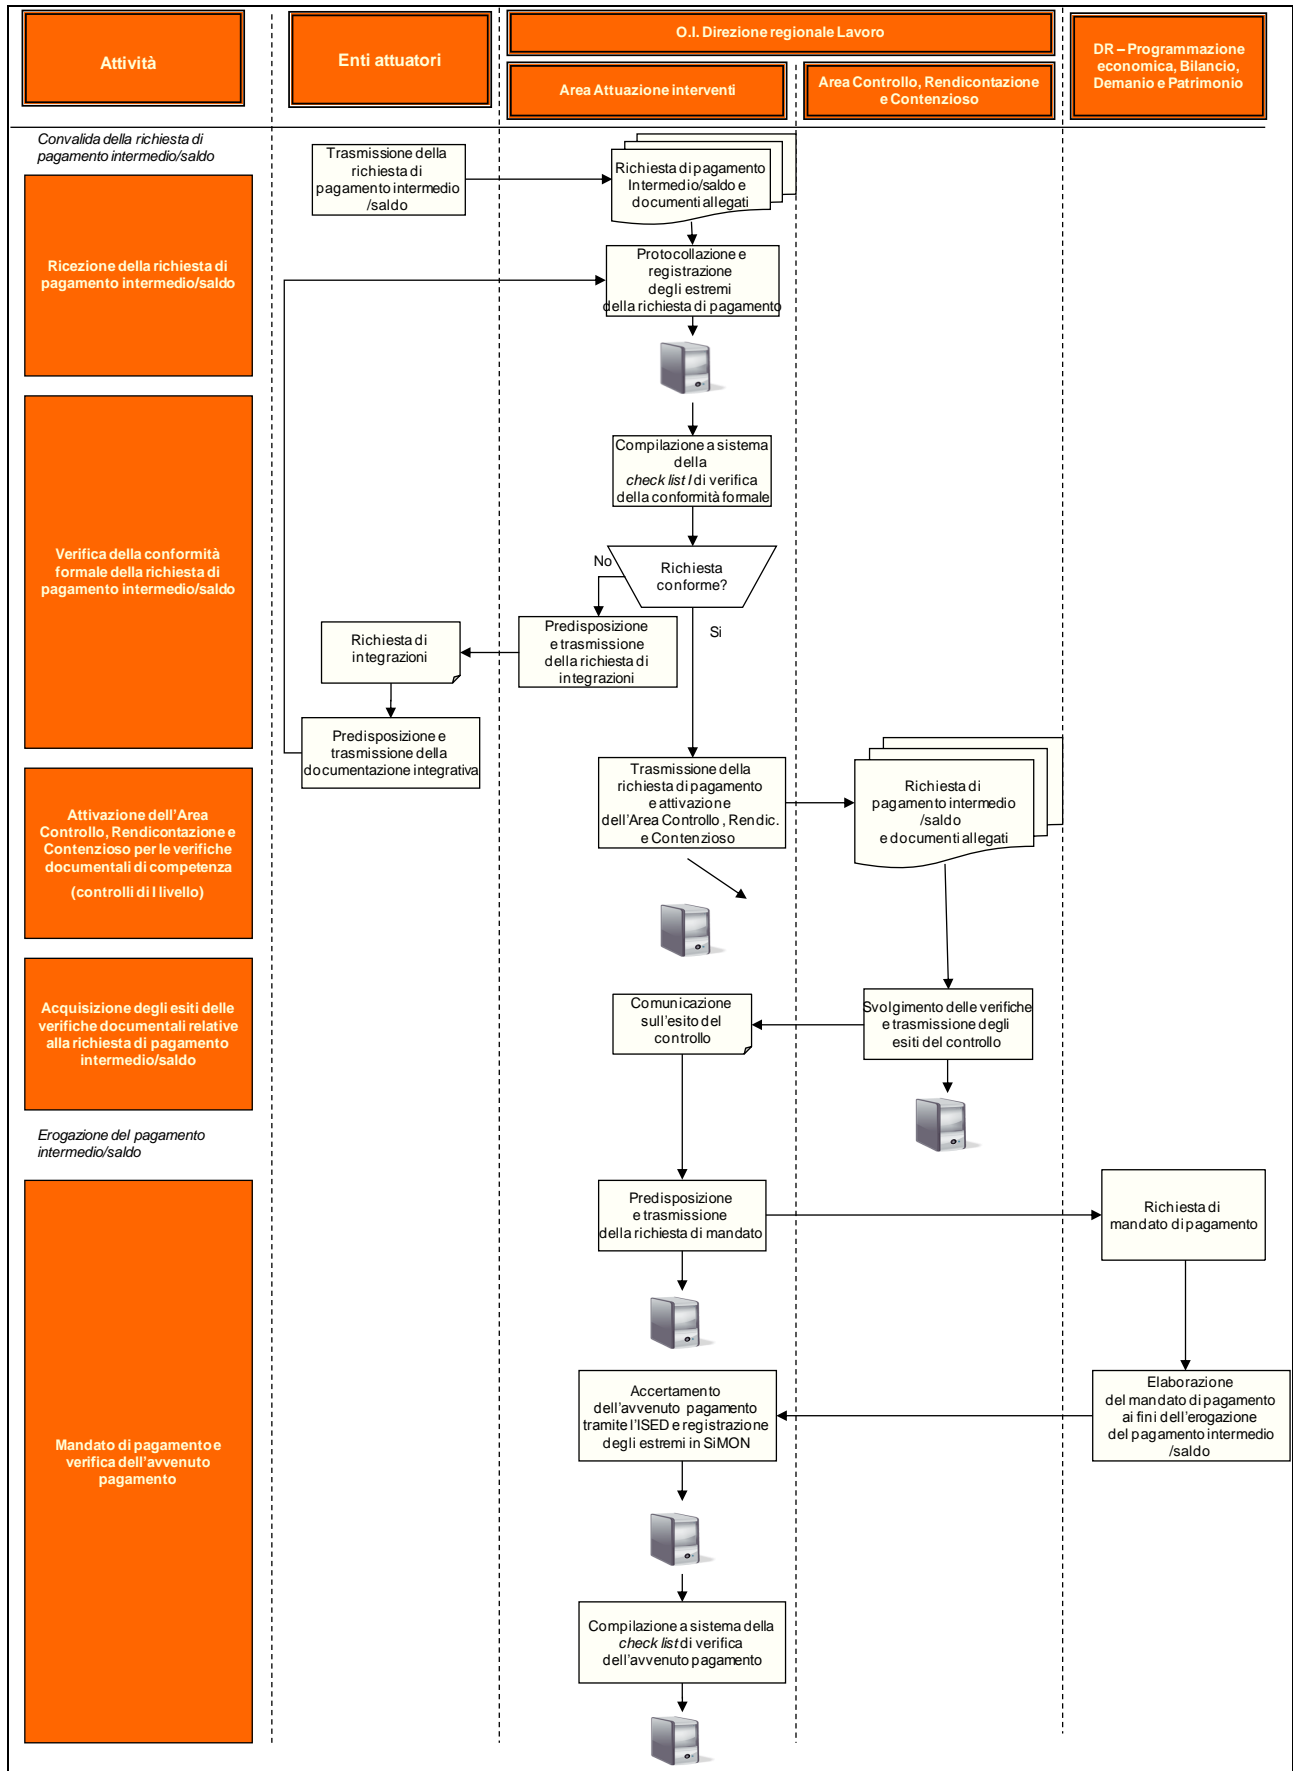 Attività
Enti attuatori
O.I. Direzione regionale Lavoro
Area Attuazione interventi
Area Controllo, Rendicontazione
e Contenzioso
DR – Programmazione
economica, Bilancio,
Demanio e Patrimonio
Convalida della richiesta di
pagamento intermedio/saldo
Ricezione della richiesta di
pagamento intermedio/saldo
Trasmissione della
richiesta di
pagamento intermedio
/saldo
Richiesta di pagamento
Intermedio/saldo e
documenti allegati
Protocollazione e
registrazione
degli estremi
della richiesta di pagamento
Verifica della conformità
formale della richiesta di
pagamento intermedio/saldo
Compilazione a sistema
della
check list I di verifica
della conformità formale
Richiesta
conforme?
No
Si
Predisposizione
e trasmissione
della richiesta di
integrazioni
Richiesta di
integrazioni
Predisposizione e
trasmissione della
documentazione integrativa
Attivazione dell'Area
Controllo, Rendicontazione e
Contenzioso per le verifiche
documentali di competenza
(controlli di I livello)
Trasmissione della
richiesta di pagamento
e attivazione
dell'Area Controllo, Rendic.
e Contenzioso
Richiesta di
pagamento intermedio
/saldo
e documenti allegati
Acquisizione degli esiti delle
verifiche documentali relative
alla richiesta di pagamento
intermedio/saldo
Comunicazione
sull'esito del
controllo
Svolgimento delle verifiche
e trasmissione degli
esiti del controllo
Erogazione del pagamento
intermedio/saldo
Mandato di pagamento e
verifica dell'avvenuto
pagamento
Predisposizione
e trasmissione
della richiesta di mandato
Richiesta di
mandato di pagamento
Elaborazione
del mandato di pagamento
ai fini dell'erogazione
del pagamento intermedio
/saldo
Accertamento
dell'avvenuto pagamento
tramite l'ISED e registrazione
degli estremi in SiMON
Compilazione a sistema della
check list di verifica
dell'avvenuto pagamento